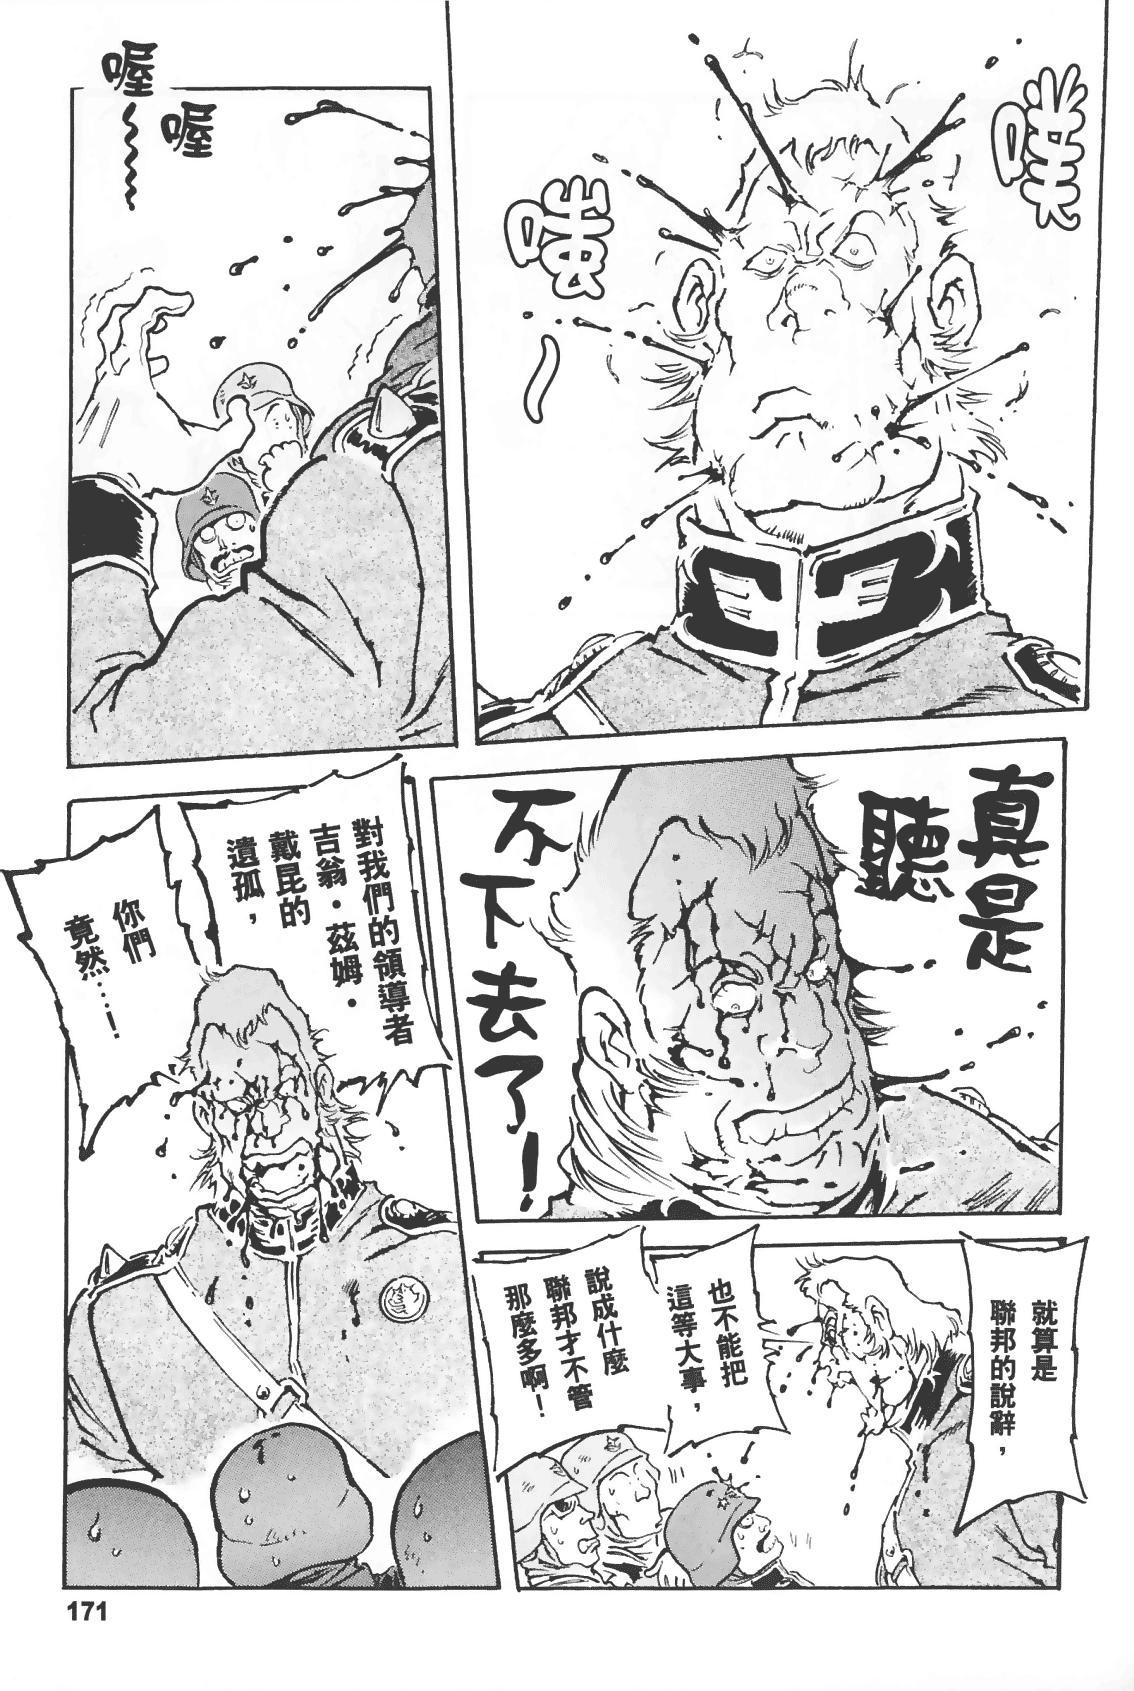 噗
嗤
喔
喔
真是
聽
不下去了！
就算是
聯邦的說辭，
也不能把
這等大事，
說成什麼
聯邦才不管
那麼多啊！
對我們的領導者
吉翁・茲姆・
戴昆的
遺孤，
你們
竟然…！
171